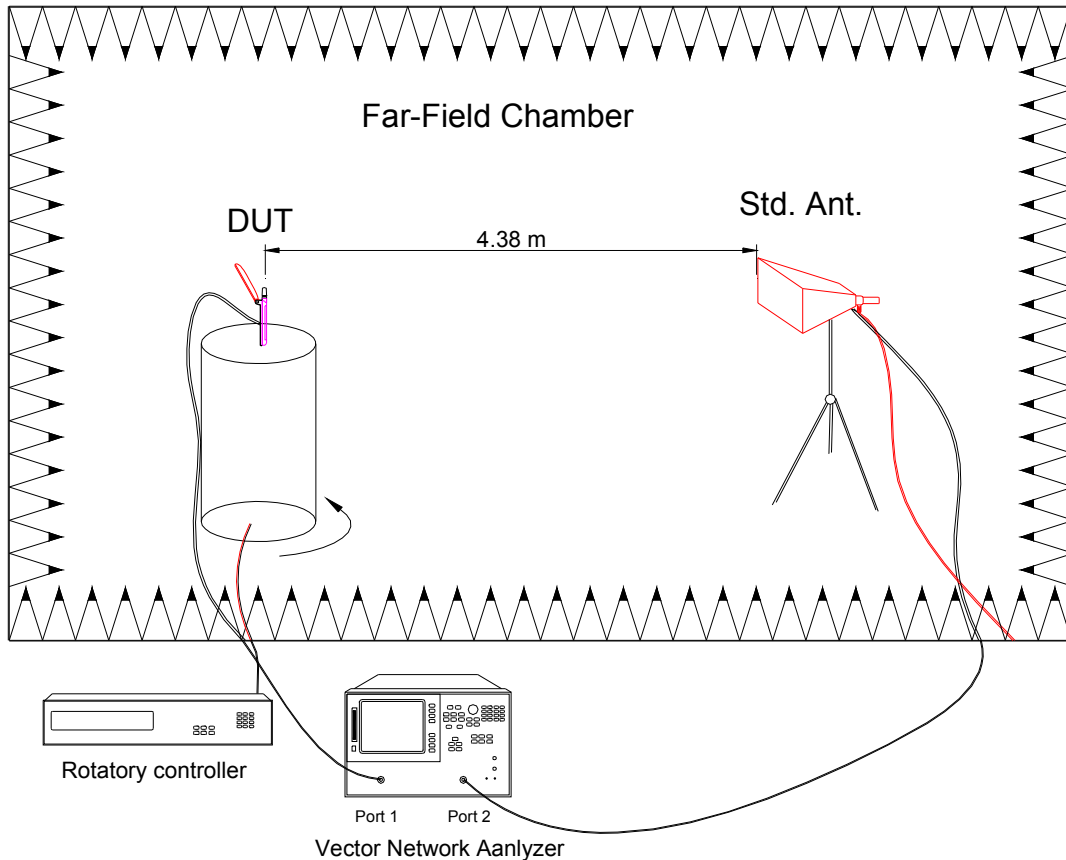 Far-Field Chamber
DUT
Std. Ant.
4.38 m
Rotatory controller
Port 1
Port 2
Vector Network Aanlyzer